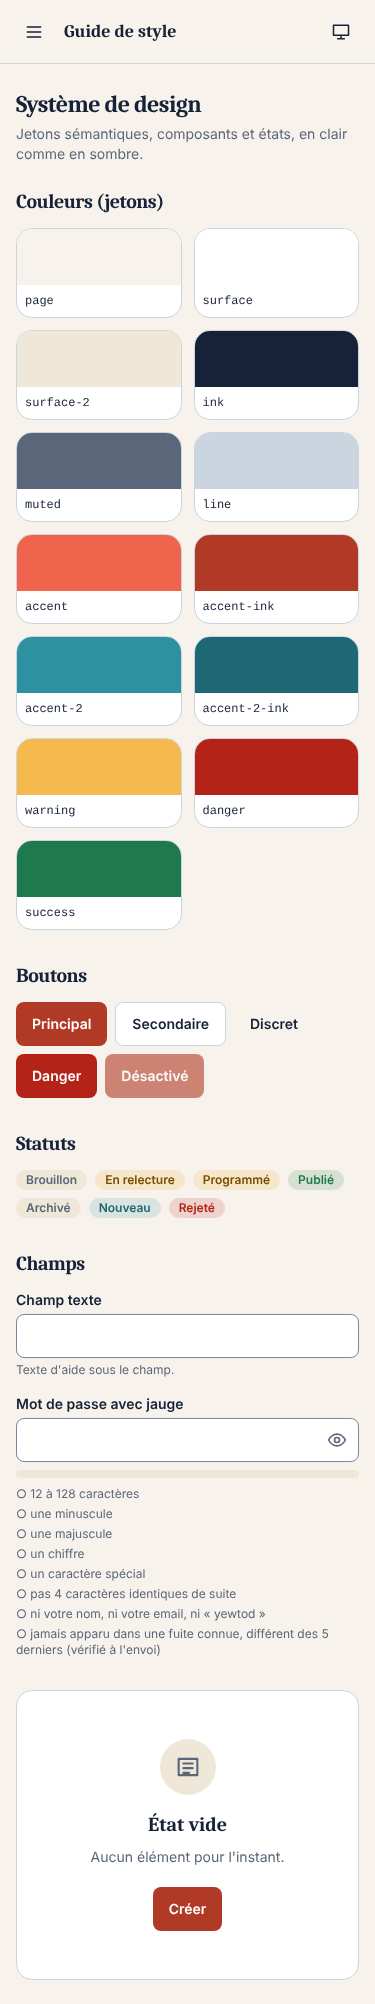 Guide de style
Système de design
Jetons sémantiques, composants et états, en clair
comme en sombre.
Couleurs (jetons)
page
surface
surface-2
ink
muted
line
accent
accent-ink
accent-2
accent-2-ink
warning
danger
success
Boutons
Principal
Secondaire
Discret
Danger
Désactivé
Statuts
Brouillon
En relecture
Programmé
Publié
Archivé
Nouveau
Rejeté
Champs
Champ texte
Texte d'aide sous le champ.
Mot de passe avec jauge
12 à 128 caractères
une minuscule
une majuscule
un chiffre
un caractère spécial
pas 4 caractères identiques de suite
ni votre nom, ni votre email, ni « yewtod »
jamais apparu dans une fuite connue, différent des 5
derniers (vérifié à l'envoi)
État vide
Aucun élément pour l'instant.
Créer